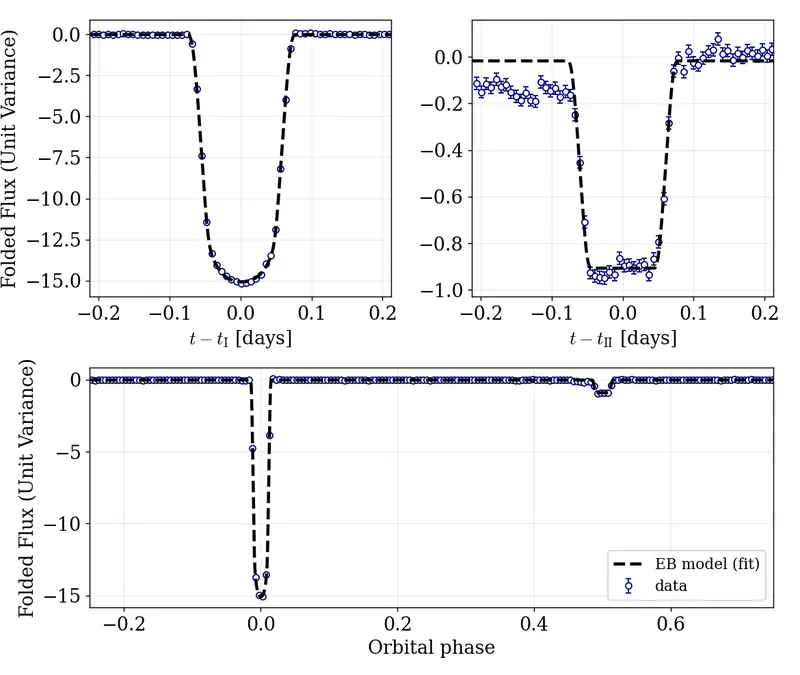 Folded Flux (Unit Variance)
0.0
−2.5
−5.0
−7.5
−10.0
−12.5
−15.0
−0.2 −0.1 0.0 0.1 0.2
t − tI [days]
0.0
−0.2
−0.4
−0.6
−0.8
−1.0
−0.2 −0.1 0.0 0.1 0.2
t − tII [days]
Folded Flux (Unit Variance)
0
−5
−10
−15
EB model (fit)
data
−0.2 0.0 0.2 0.4 0.6
Orbital phase